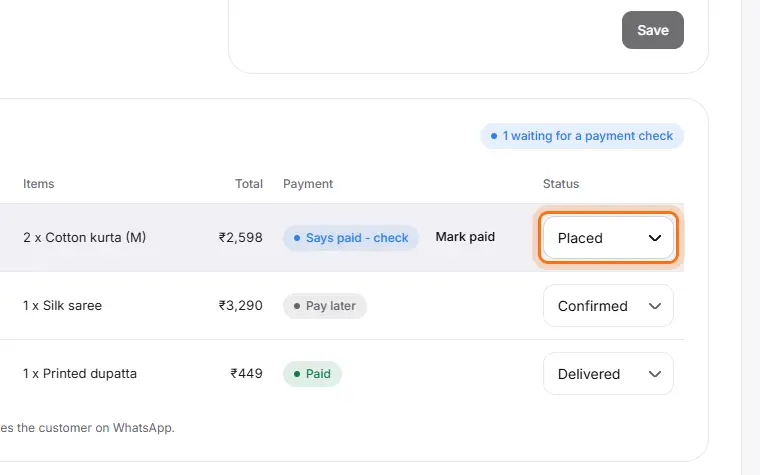 Save
1 waiting for a payment check
Items Total Payment Status
2 x Cotton kurta (M) ₹2,598 Says paid - check Mark paid Placed
1 x Silk saree ₹3,290 Pay later Confirmed
1 x Printed dupatta ₹449 Paid Delivered
the customer on WhatsApp.